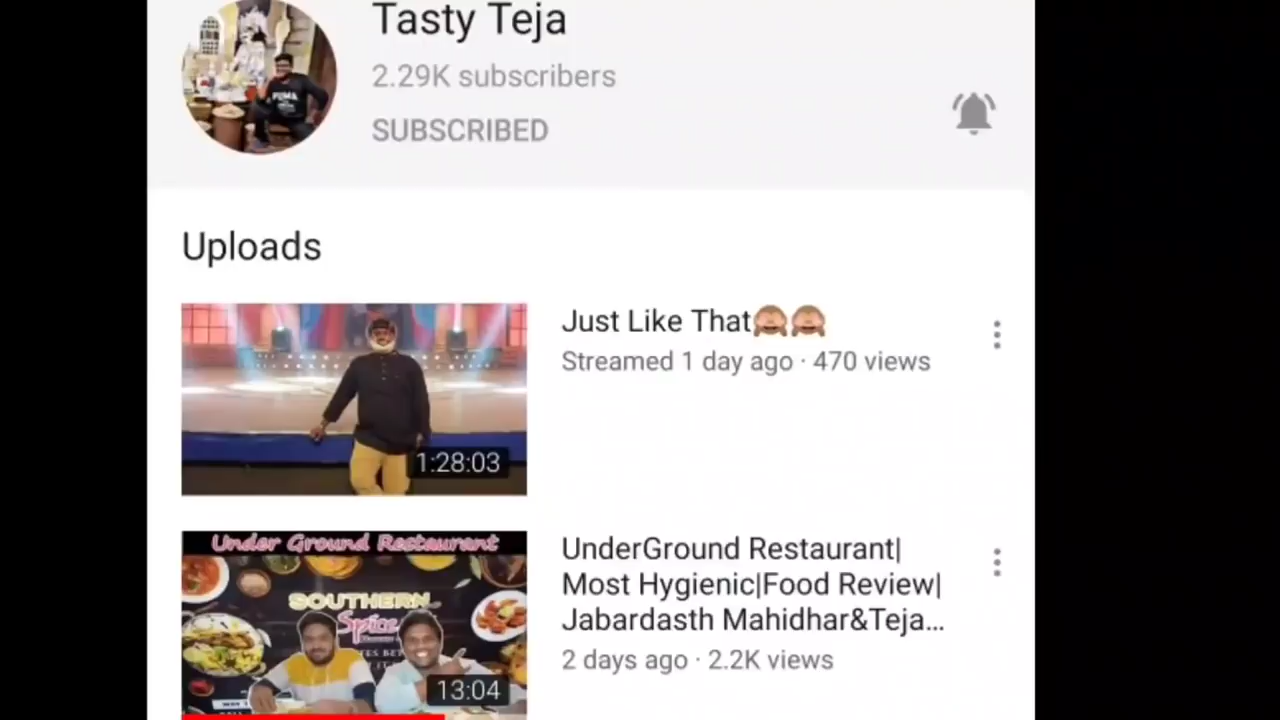 Tasty Teja
2.29K subscribers
SUBSCRIBED
PUMA
Uploads
Just Like That🙈🙈
Streamed 1 day ago · 470 views
1:28:03
Under Ground Restaurant
SOUTHERN
Spice
13:04
UnderGround Restaurant|
Most Hygienic|Food Review|
Jabardasth Mahidhar&Teja...
2 days ago · 2.2K views